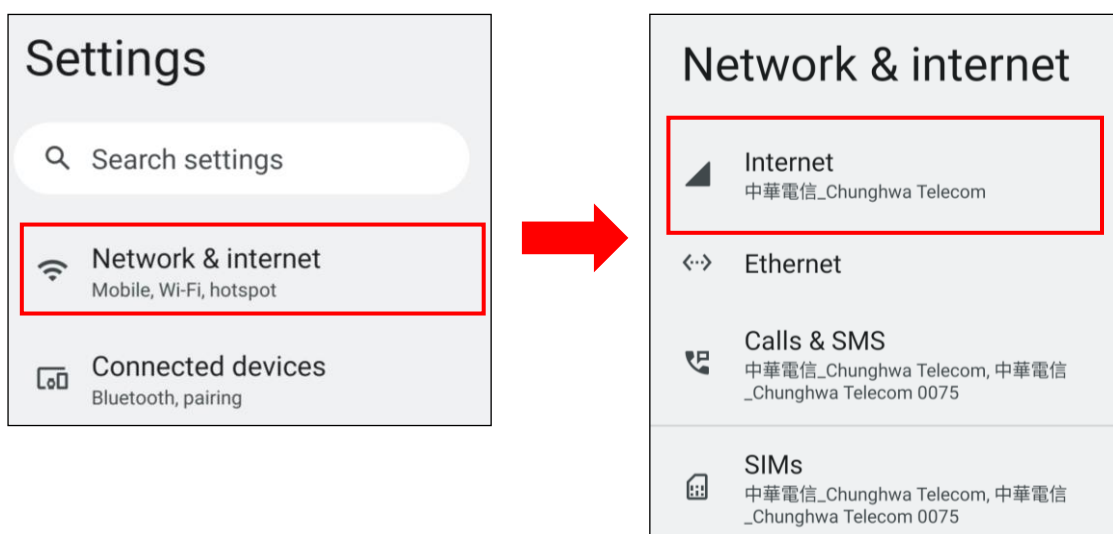 Settings
Search settings
Network & internet
Mobile, Wi-Fi, hotspot
Connected devices
Bluetooth, pairing
Network & internet
Internet
中華電信_Chunghwa Telecom
Ethernet
Calls & SMS
中華電信_Chunghwa Telecom, 中華電信
_Chunghwa Telecom 0075
SIMs
中華電信_Chunghwa Telecom, 中華電信
_Chunghwa Telecom 0075